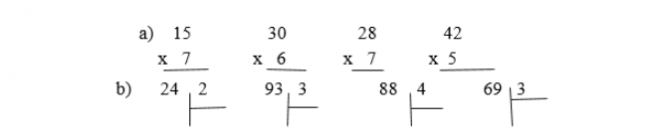 a) 15 30 28 42
x 7 x 6 x 7 x 5
b) 24 2 93 3 88 4 69 3